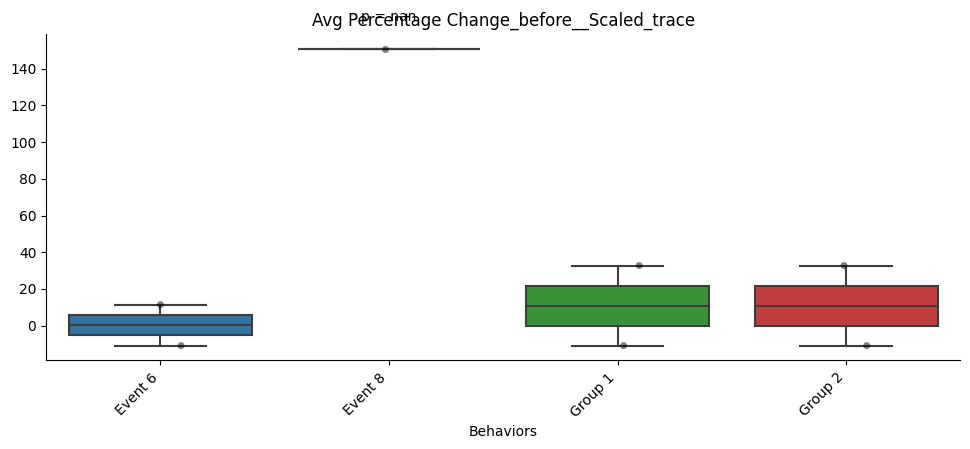 p = nan
Avg Percentage Change_before__Scaled_trace
140
120
100
80
60
40
20
0
Event 6
Event 8
Group 1
Group 2
Behaviors